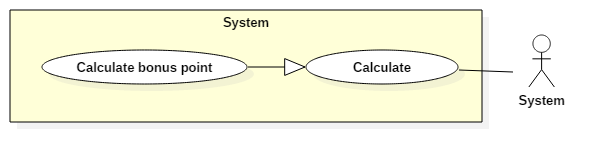 System
Calculate bonus point
Calculate
System